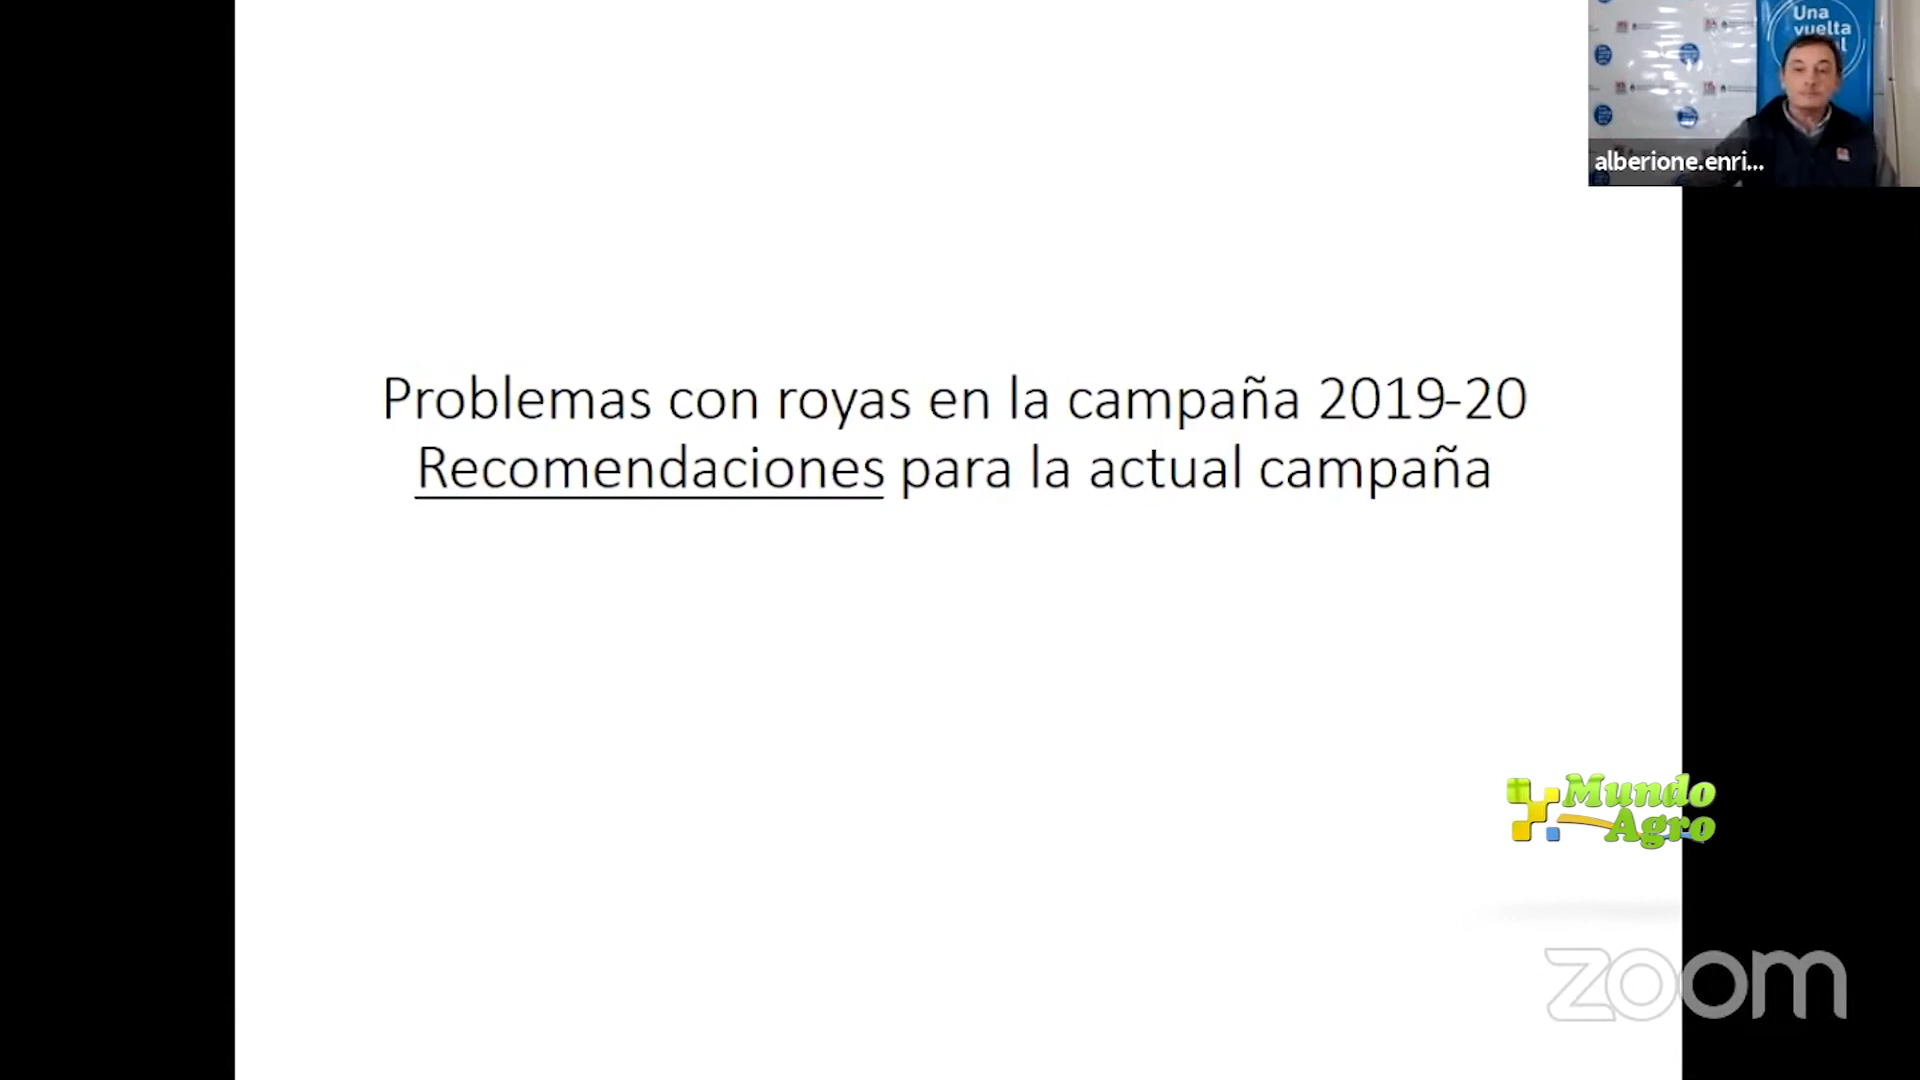 Una
vuelta
alberione.enri...
Problemas con royas en la campaña 2019-20
Recomendaciones para la actual campaña
Mundo
Agro
zoom